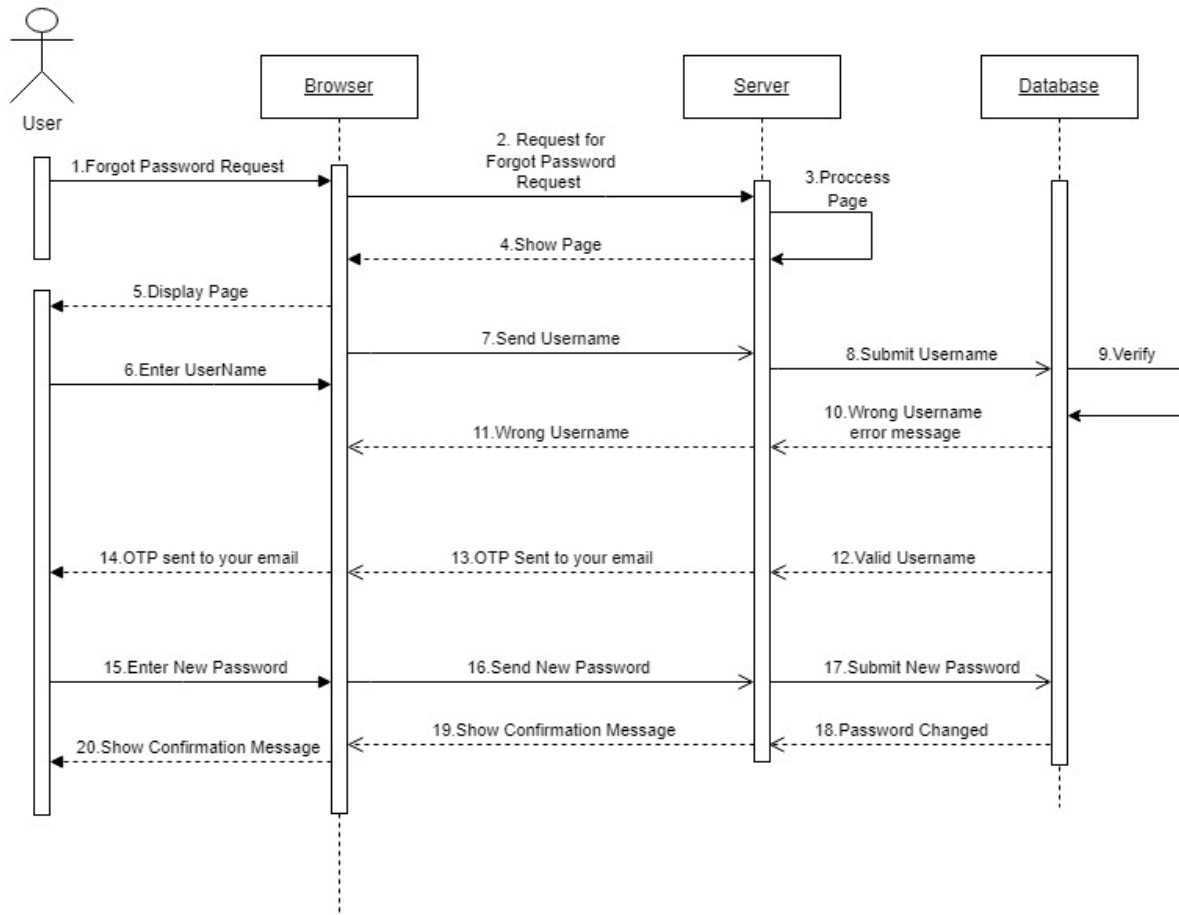 User
Browser
Server
Database
1.Forgot Password Request
2. Request for
Forgot Password
Request
3.Proccess
Page
4.Show Page
5.Display Page
6.Enter UserName
7.Send Username
8.Submit Username
9.Verify
10.Wrong Username
error message
11.Wrong Username
12.Valid Username
13.OTP Sent to your email
14.OTP sent to your email
15.Enter New Password
16.Send New Password
17.Submit New Password
18.Password Changed
19.Show Confirmation Message
20.Show Confirmation Message